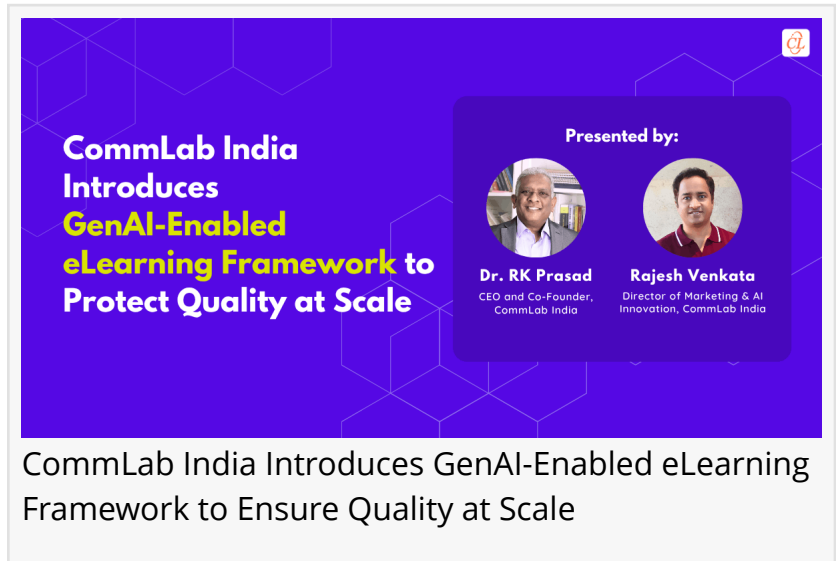 CommLab India
Introduces
GenAI-Enabled
eLearning Framework to
Protect Quality at Scale
CL
Presented by:
Dr. RK Prasad
CEO and Co-Founder,
CommLab India
Rajesh Venkata
Director of Marketing & AI
Innovation, CommLab India
CommLab India Introduces GenAI-Enabled eLearning
Framework to Ensure Quality at Scale